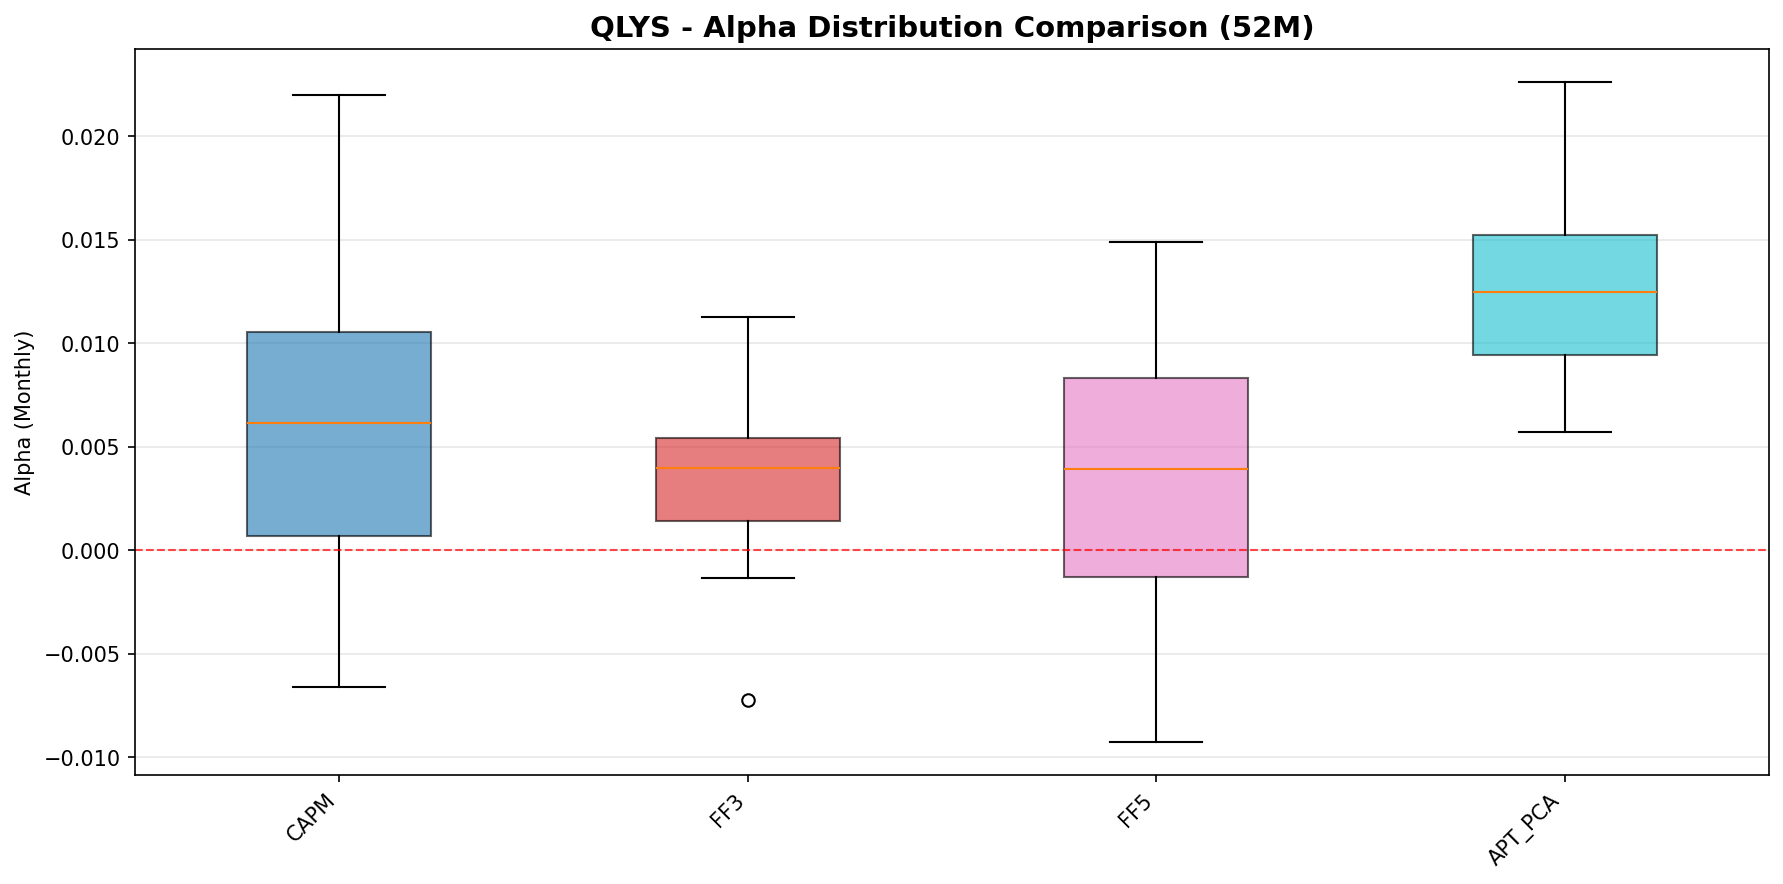 QLYS - Alpha Distribution Comparison (52M)
Alpha (Monthly)
0.020
0.015
0.010
0.005
0.000
−0.005
−0.010
CAPM
FF3
FF5
APT_PCA